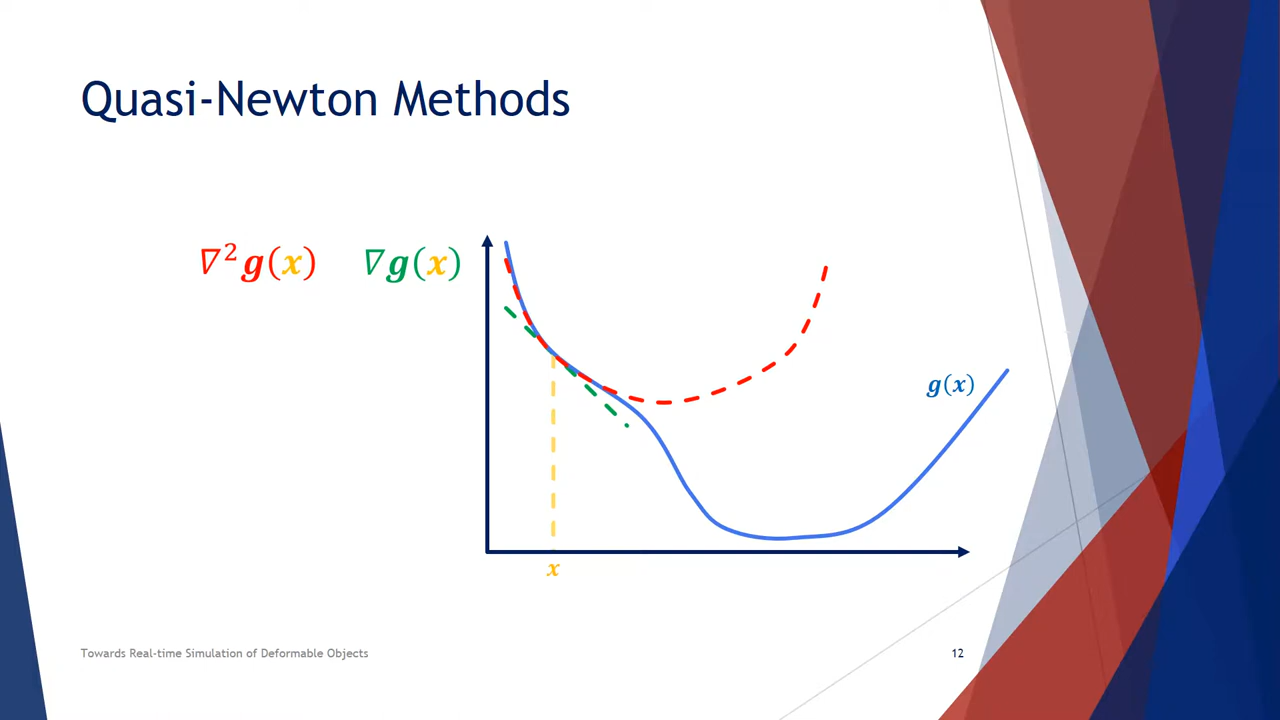 Quasi-Newton Methods
∇²g(x) ∇g(x)
g(x)
x
Towards Real-time Simulation of Deformable Objects
12